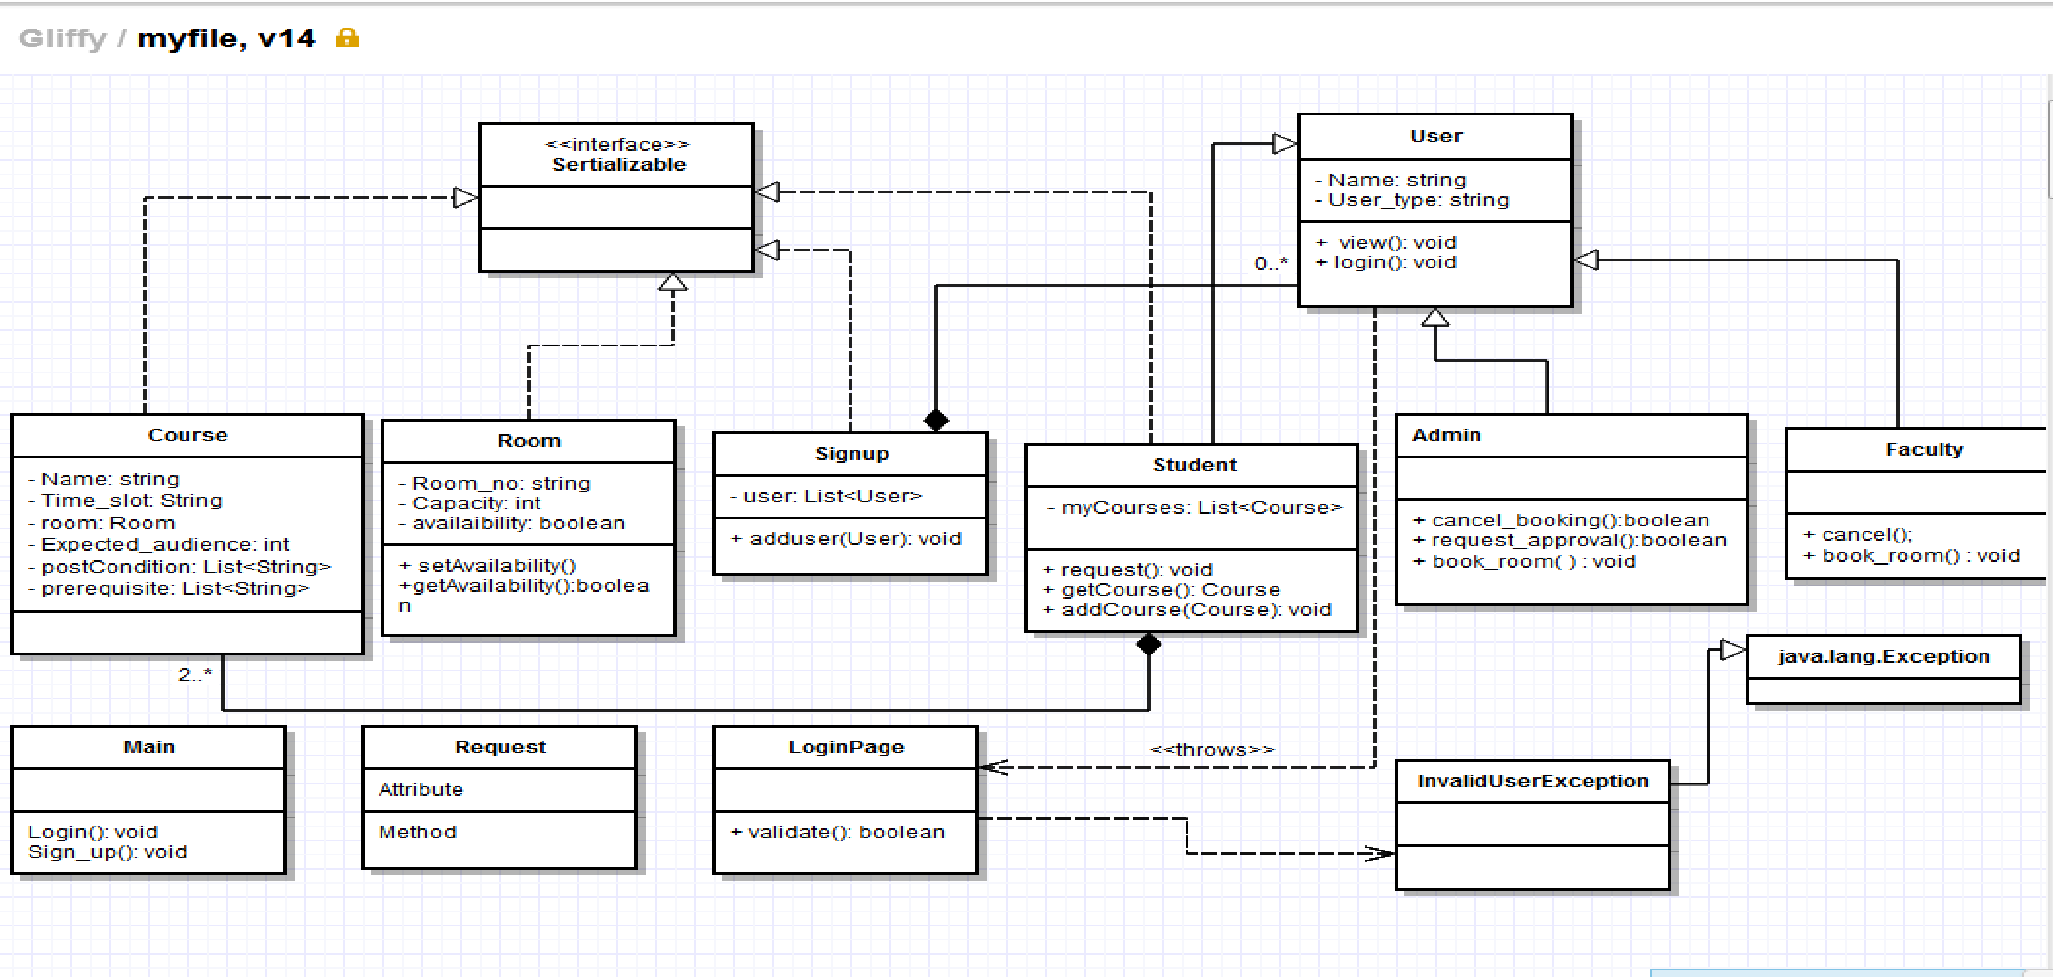 Gliffy / myfile, v14
<<interface>>
Sertializable
User
- Name: string
- User_type: string
+ view(): void
+ login(): void
0..*
Course
- Name: string
- Time_slot: String
- room: Room
- Expected_audience: int
- postCondition: List<String>
- prerequisite: List<String>
Room
- Room_no: string
- Capacity: int
- availaibility: boolean
+ setAvailability()
+getAvailability():boolea
n
Signup
- user: List<User>
+ adduser(User): void
Student
- myCourses: List<Course>
+ request(): void
+ getCourse(): Course
+ addCourse(Course): void
Admin
+ cancel_booking():boolean
+ request_approval():boolean
+ book_room( ) : void
Faculty
+ cancel();
+ book_room() : void
2..*
java.lang.Exception
Main
Login(): void
Sign_up(): void
Request
Attribute
Method
LoginPage
+ validate(): boolean
<<throws>>
InvalidUserException